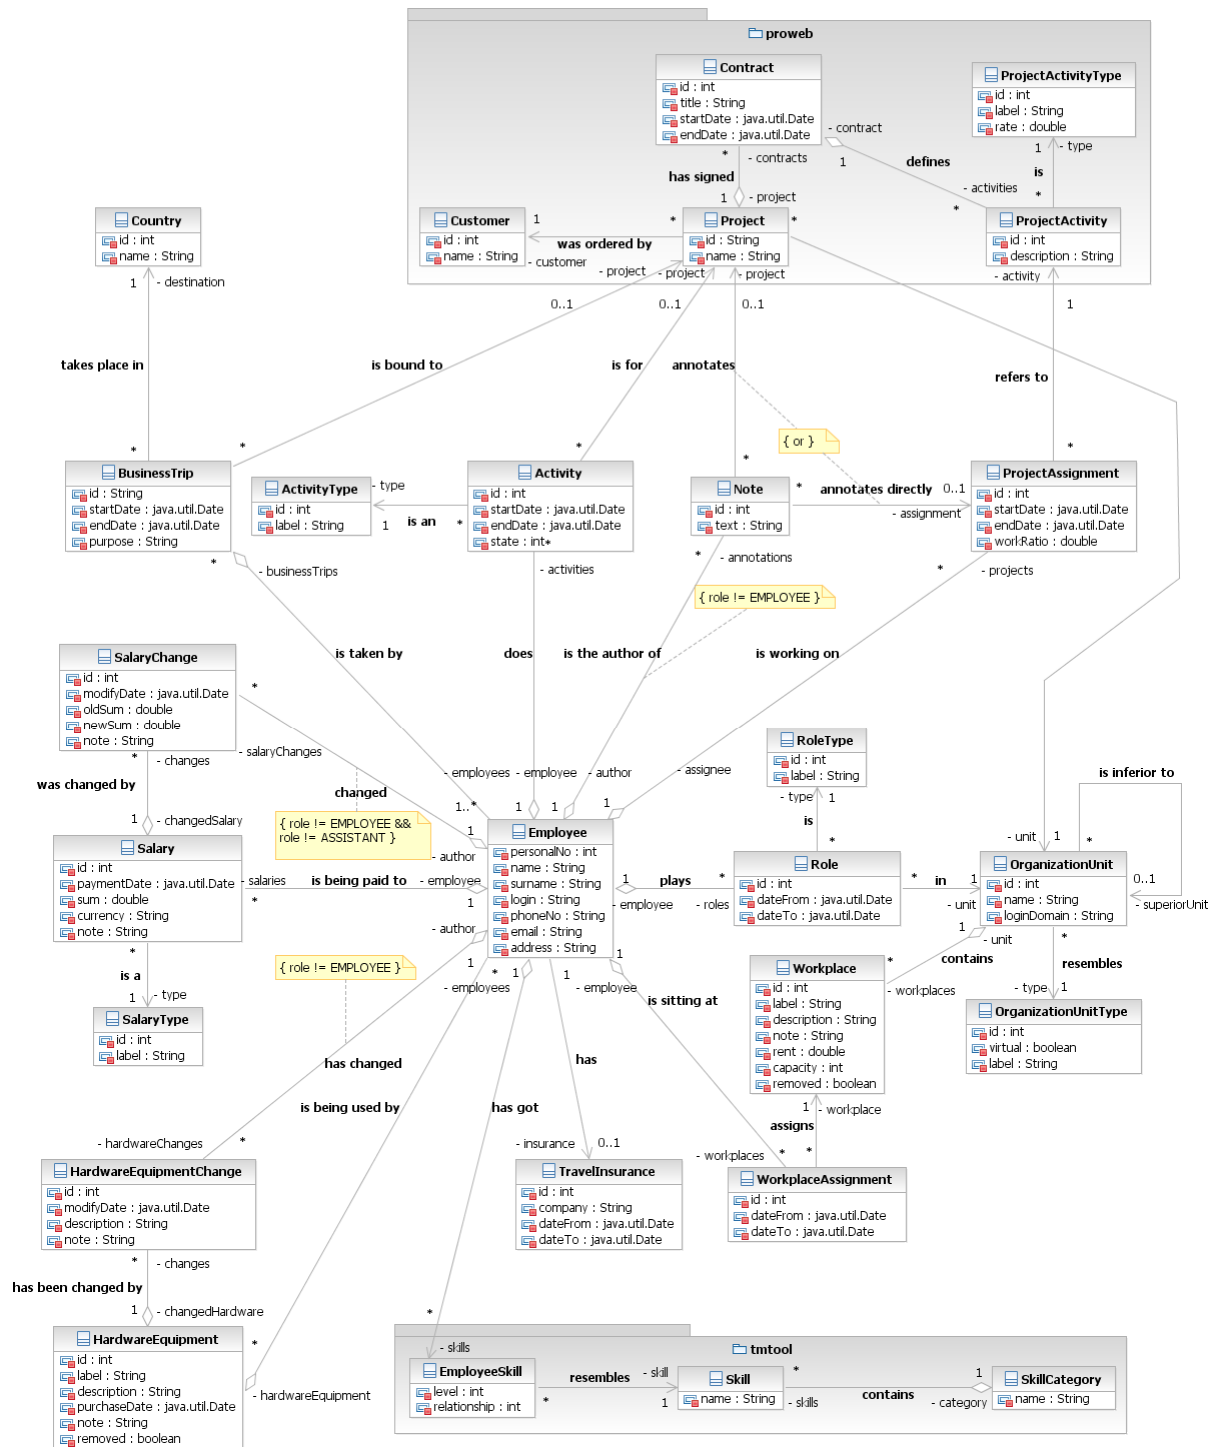 proweb
Contract
id : int
title : String
startDate : java.util.Date
endDate : java.util.Date
ProjectActivityType
id : int
label : String
rate : double
- contract
1
defines
- activities
*
1
- type
is
*
*
- contracts
has signed
1
- project
Country
id : int
name : String
Customer
id : int
name : String
1
*
was ordered by
- customer
Project
id : String
name : String
*
ProjectActivity
id : int
description : String
- project
- project
- project
- activity
1
- destination
0..1
0..1
0..1
1
takes place in
is bound to
is for
annotates
refers to
{ or }
*
*
*
*
*
BusinessTrip
id : String
startDate : java.util.Date
endDate : java.util.Date
purpose : String
ActivityType
id : int
label : String
- type
1
is an
*
Activity
id : int
startDate : java.util.Date
endDate : java.util.Date
state : int*
Note
id : int
text : String
*
annotates directly
0..1
- assignment
ProjectAssignment
id : int
startDate : java.util.Date
endDate : java.util.Date
workRatio : double
*
- businessTrips
- activities
*
- annotations
*
- projects
{ role != EMPLOYEE }
is taken by
does
is the author of
is working on
SalaryChange
id : int
modifyDate : java.util.Date
oldSum : double
newSum : double
note : String
*
- salaryChanges
*
- changes
was changed by
1
- changedSalary
changed
{ role != EMPLOYEE &&
role != ASSISTANT }
- employees
- employee
- author
- assignee
1..*
1
1
1
1
- author
RoleType
id : int
label : String
- type
1
is
*
is inferior to
- unit
1
*
0..1
- superiorUnit
Salary
id : int
paymentDate : java.util.Date
sum : double
currency : String
note : String
- salaries
*
is being paid to
- employee
1
Employee
personalNo : int
name : String
surname : String
login : String
phoneNo : String
email : String
address : String
1
plays
*
- employee
- roles
Role
id : int
dateFrom : java.util.Date
dateTo : java.util.Date
*
in
1
- unit
OrganizationUnit
id : int
name : String
loginDomain : String
*
is a
1
- type
SalaryType
id : int
label : String
- author
1
{ role != EMPLOYEE }
*
- employees
1
1
- employee
1
is sitting at
1
- unit
contains
*
- workplaces
*
resembles
- type
1
Workplace
id : int
label : String
description : String
note : String
rent : double
capacity : int
removed : boolean
OrganizationUnitType
id : int
virtual : boolean
label : String
has changed
has
is being used by
has got
1
- workplace
assigns
*
- hardwareChanges
*
- insurance
0..1
- workplaces
*
HardwareEquipmentChange
id : int
modifyDate : java.util.Date
description : String
note : String
TravelInsurance
id : int
company : String
dateFrom : java.util.Date
dateTo : java.util.Date
WorkplaceAssignment
id : int
dateFrom : java.util.Date
dateTo : java.util.Date
*
- changes
has been changed by
1
- changedHardware
HardwareEquipment
id : int
label : String
description : String
purchaseDate : java.util.Date
note : String
removed : boolean
*
- hardwareEquipment
*
- skills
tmtool
EmployeeSkill
level : int
relationship : int
resembles
*
- skill
1
Skill
name : String
*
- skills
contains
1
- category
SkillCategory
name : String